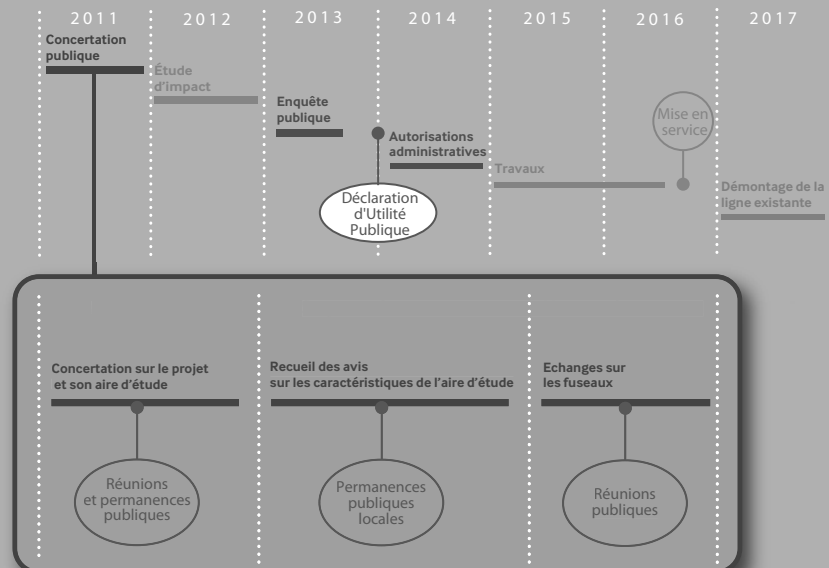 2011 2012 2013 2014 2015 2016 2017
Concertation
publique
Étude
d'impact
Enquête
publique
Autorisations
administratives
Déclaration
d'Utilité
Publique
Travaux
Mise en
service
Démontage de la
ligne existante
Concertation sur le projet
et son aire d'étude
Recueil des avis
sur les caractéristiques de l'aire d'étude
Echanges sur
les fuseaux
Réunions
et permanences
publiques
Permanences
publiques
locales
Réunions
publiques